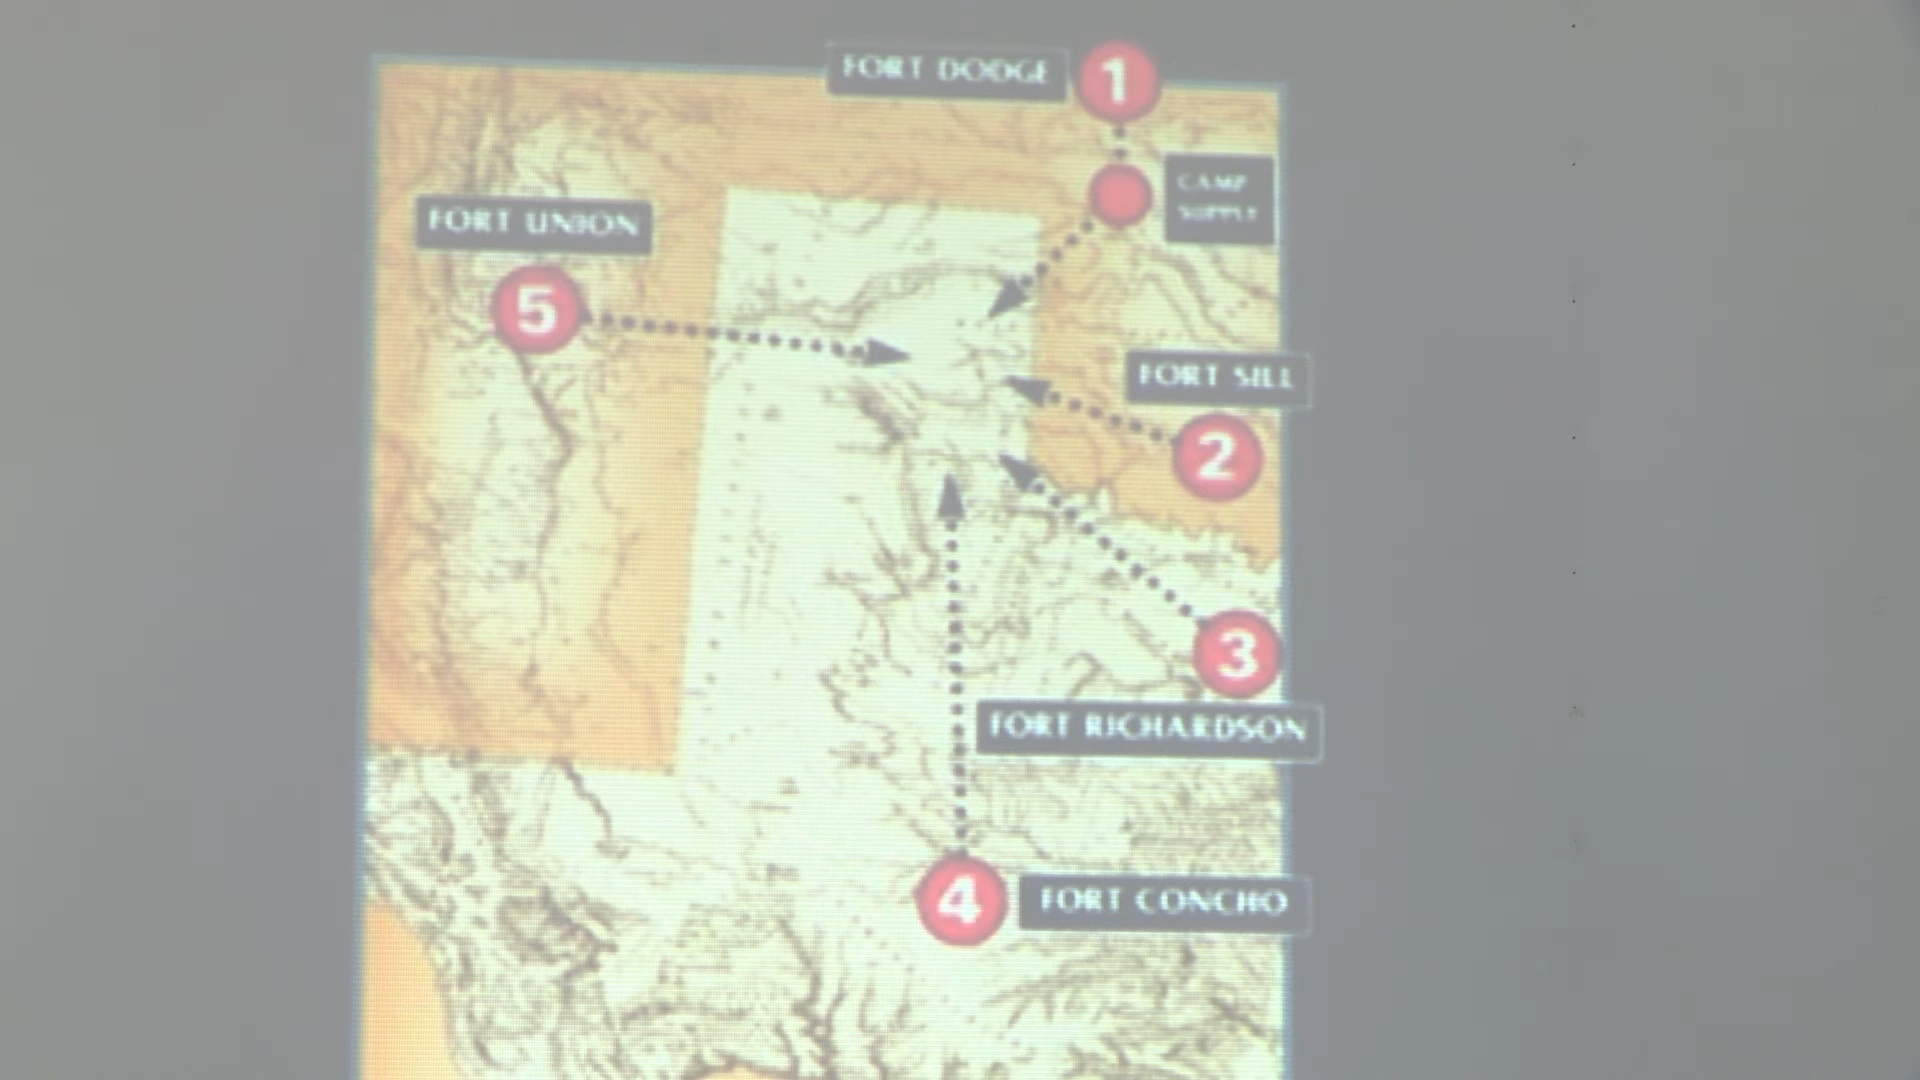 FORT DODGE
1
CAMP
SUPPLY
FORT UNION
5
FORT SILL
2
3
FORT RICHARDSON
4
FORT CONCHO